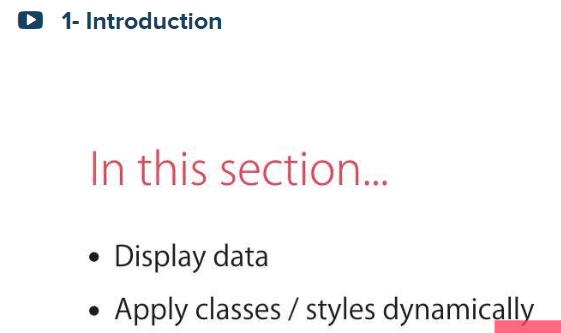 1- Introduction
In this section...
• Display data
• Apply classes / styles dynamically